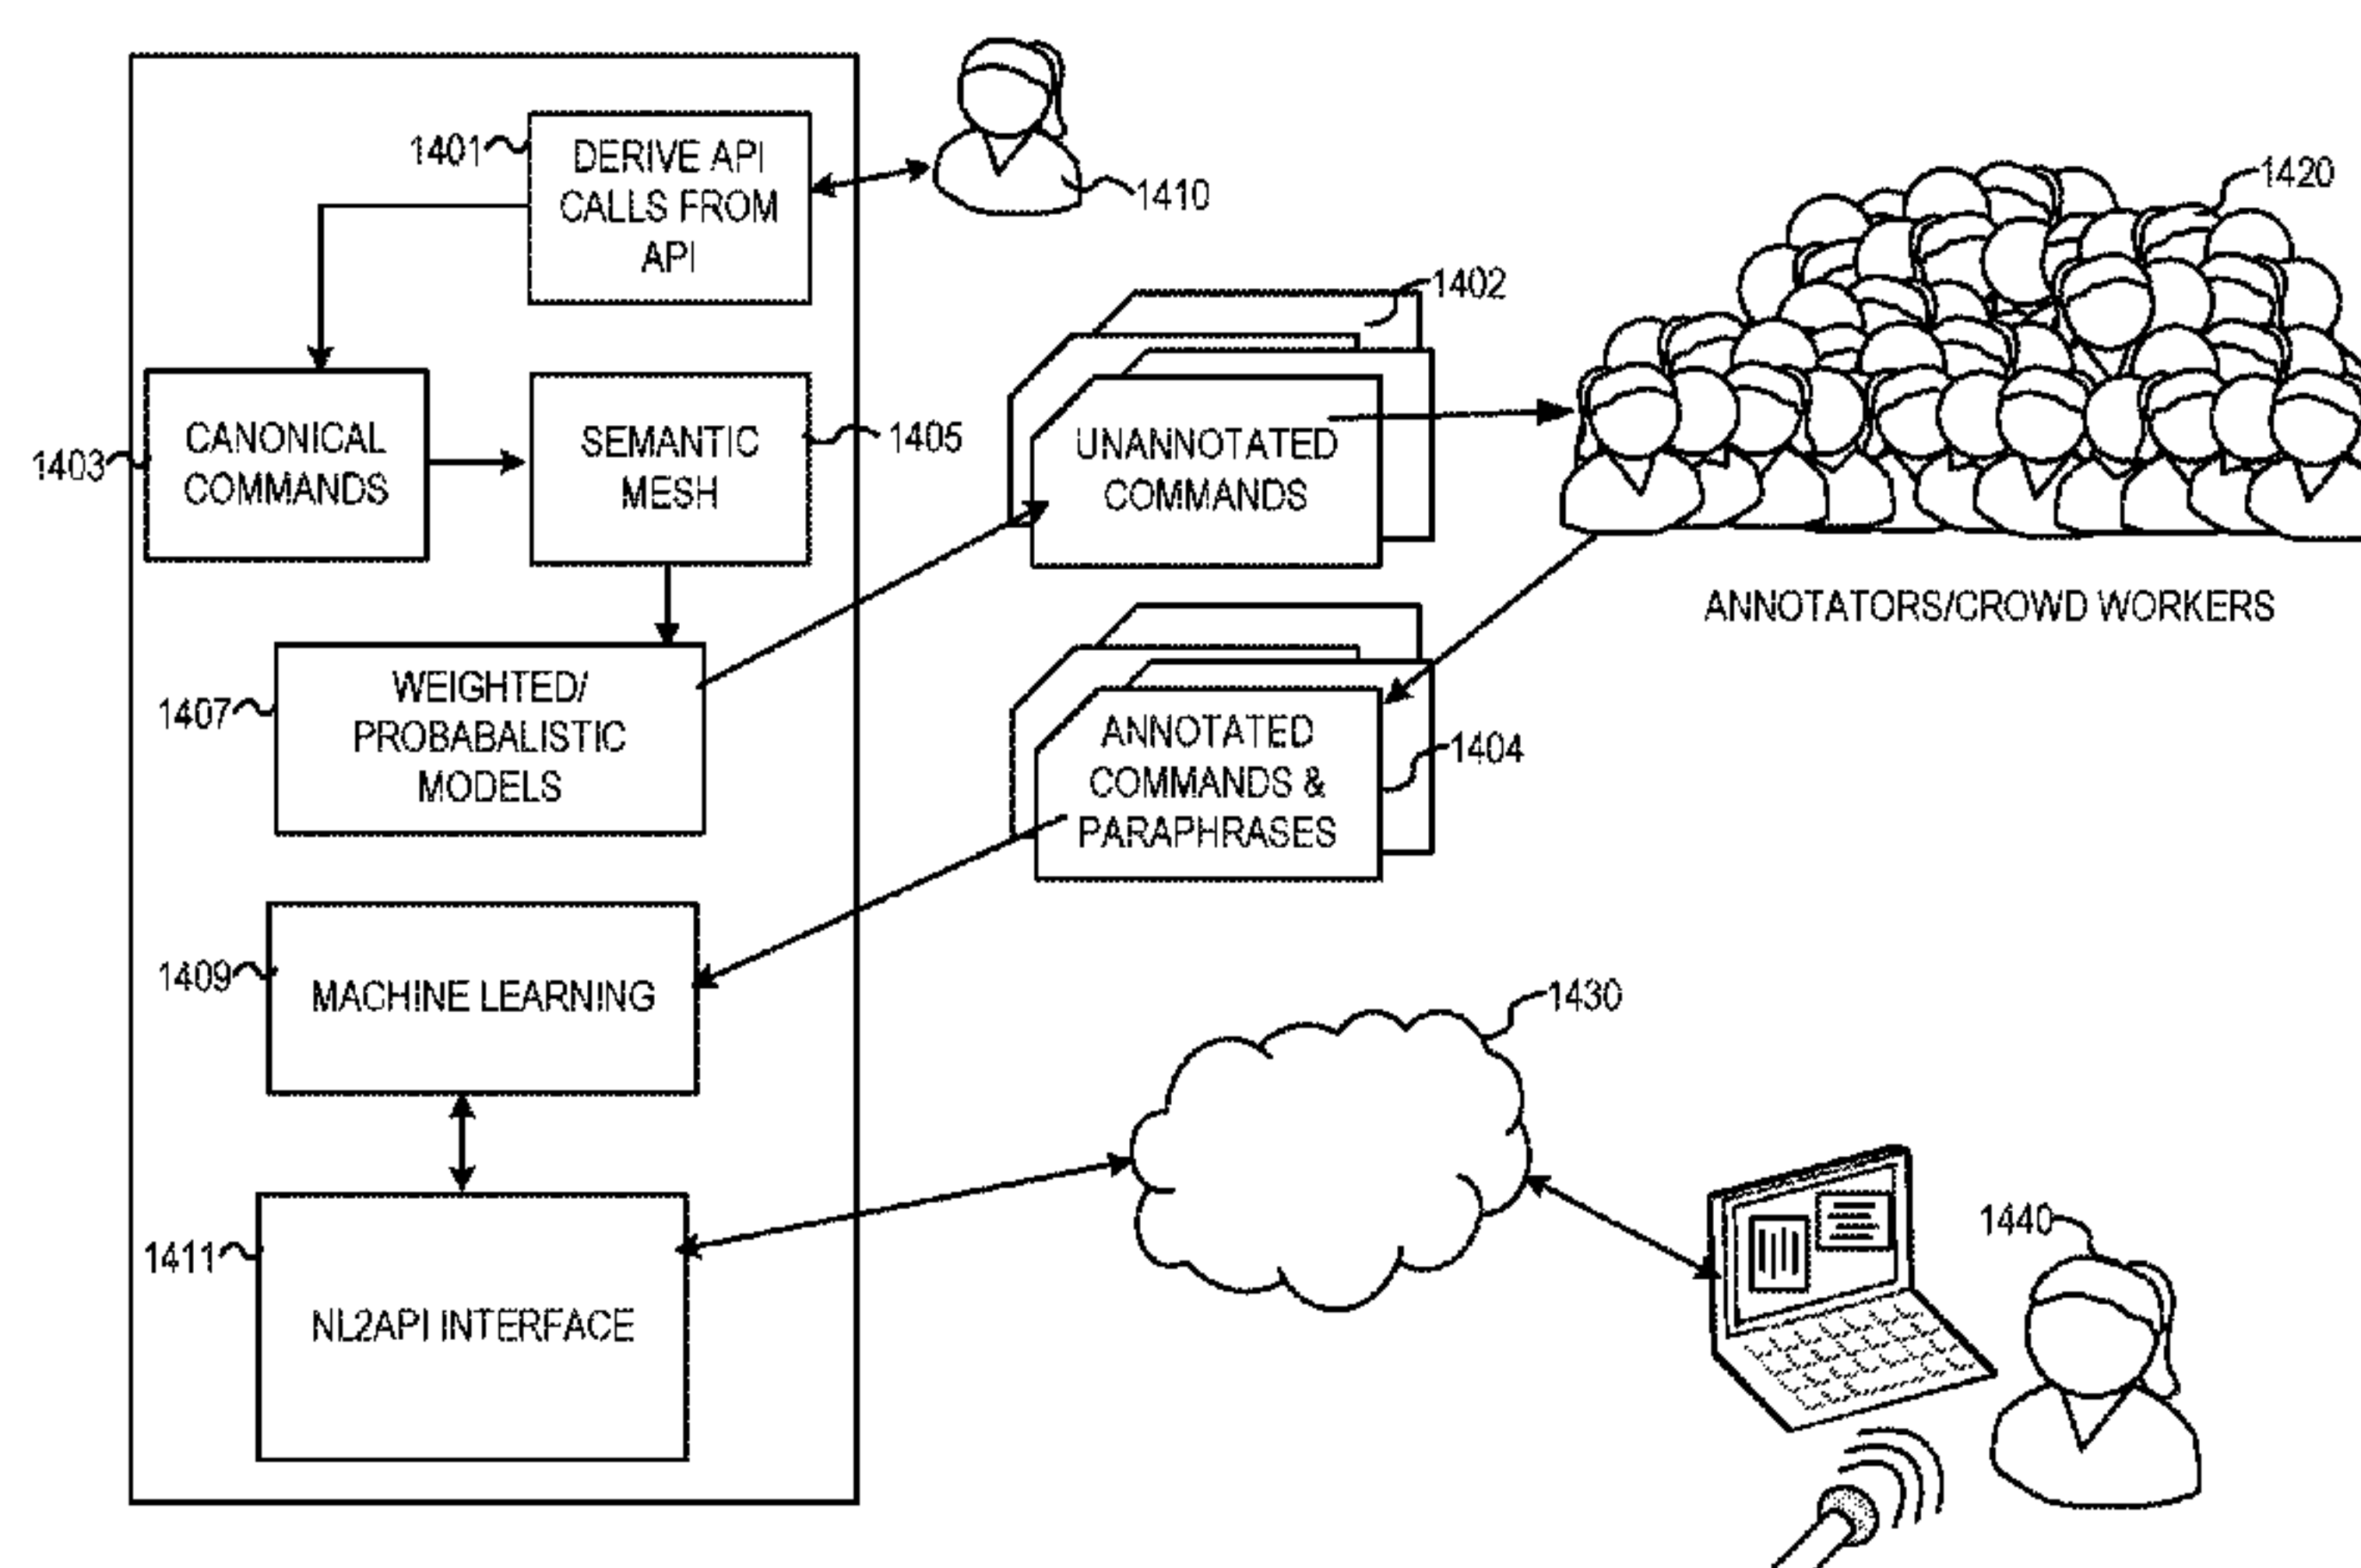 1401
DERIVE API
CALLS FROM
API
1410
1420
1402
1403
CANONICAL
COMMANDS
SEMANTIC
MESH
1405
UNANNOTATED
COMMANDS
ANNOTATORS/CROWD WORKERS
1407
WEIGHTED/
PROBABALISTIC
MODELS
ANNOTATED
COMMANDS &
PARAPHRASES
1404
1409
MACHINE LEARNING
1430
1411
NL2API INTERFACE
1440